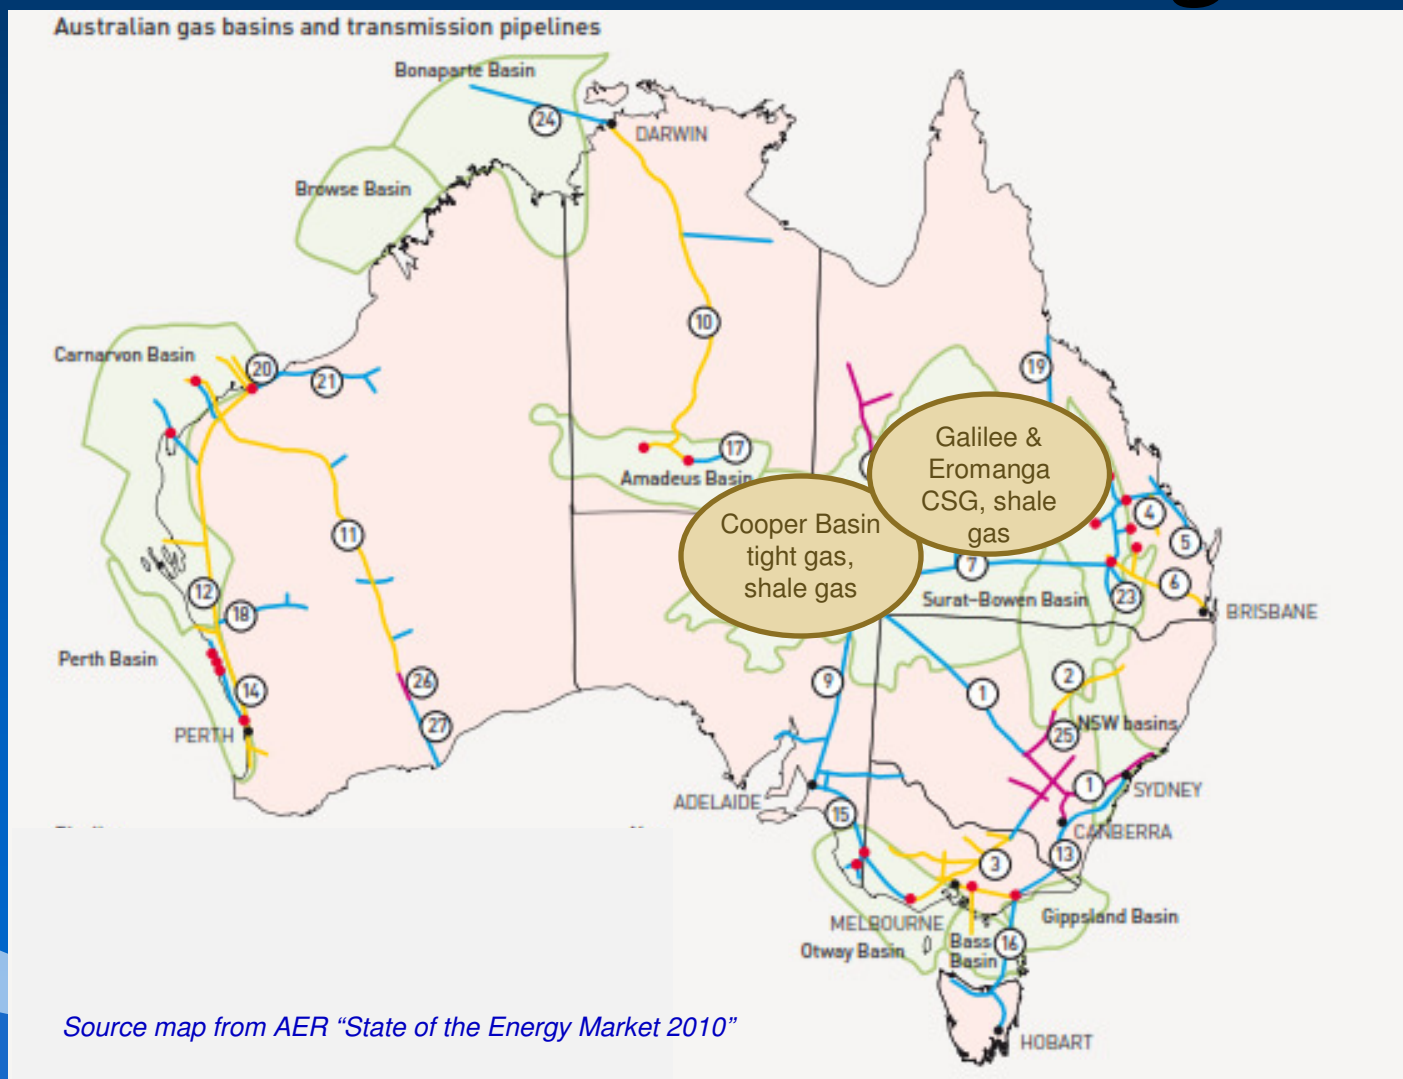 Australian gas basins and transmission pipelines
Bonaparte Basin
24
DARWIN
Browse Basin
10
Carnarvon Basin
20
21
19
17
Amadeus Basin
Galilee &
Eromanga
CSG, shale
gas
Cooper Basin
tight gas,
shale gas
4
5
11
7
6
12
18
Surat–Bowen Basin
23
BRISBANE
Perth Basin
14
26
9
1
2
27
PERTH
25
NSW basins
1
SYDNEY
ADELAIDE
15
CANBERRA
3
13
MELBOURNE
Gippsland Basin
Otway Basin
Bass
Basin
16
HOBART
Source map from AER “State of the Energy Market 2010”